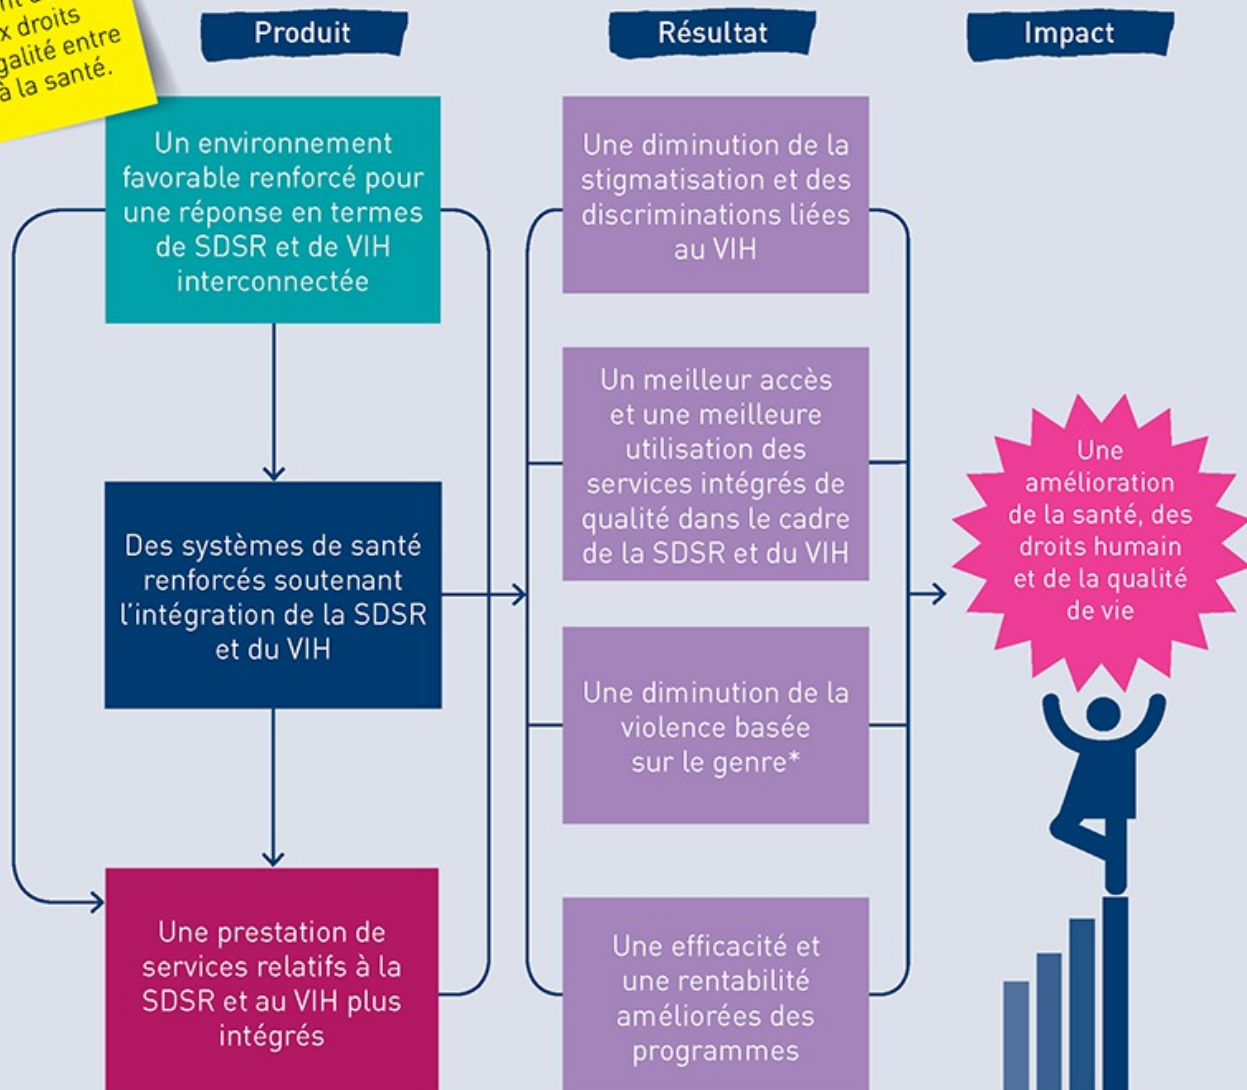 x droits
galité entre
à la santé.
Produit
Résultat
Impact
Un environnement
favorable renforcé pour
une réponse en termes
de SDSR et de VIH
interconnectée
Des systèmes de santé
renforcés soutenant
l'intégration de la SDSR
et du VIH
Une prestation de
services relatifs à la
SDSR et au VIH plus
intégrés
Une diminution de la
stigmatisation et des
discriminations liées
au VIH
Un meilleur accès
et une meilleure
utilisation des
services intégrés de
qualité dans le cadre
de la SDSR et du VIH
Une diminution de la
violence basée
sur le genre*
Une efficacité et
une rentabilité
améliorées des
programmes
Une
amélioration
de la santé, des
droits humain
et de la qualité
de vie